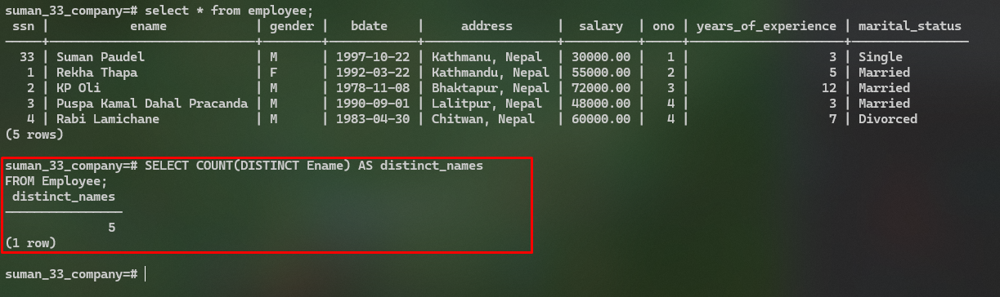 suman_33_company=# select * from employee;
 ssn |           ename            | gender |   bdate    |      address       |  salary  | ono | years_of_experience | marital_status
-----+----------------------------+--------+------------+--------------------+----------+-----+---------------------+----------------
  33 | Suman Paudel               | M      | 1997-10-22 | Kathmanu, Nepal  | 30000.00 |   1 |                   3 | Single
   1 | Rekha Thapa                | F      | 1992-03-22 | Kathmandu, Nepal | 55000.00 |   2 |                   5 | Married
   2 | KP Oli                     | M      | 1978-11-08 | Bhaktapur, Nepal | 72000.00 |   3 |                  12 | Married
   3 | Puspa Kamal Dahal Pracanda | M      | 1990-09-01 | Lalitpur, Nepal  | 48000.00 |   4 |                   3 | Married
   4 | Rabi Lamichane             | M      | 1983-04-30 | Chitwan, Nepal   | 60000.00 |   4 |                   7 | Divorced
(5 rows)
suman_33_company=# SELECT COUNT(DISTINCT Ename) AS distinct_names
FROM Employee;
 distinct_names
----------------
              5
(1 row)
suman_33_company=#